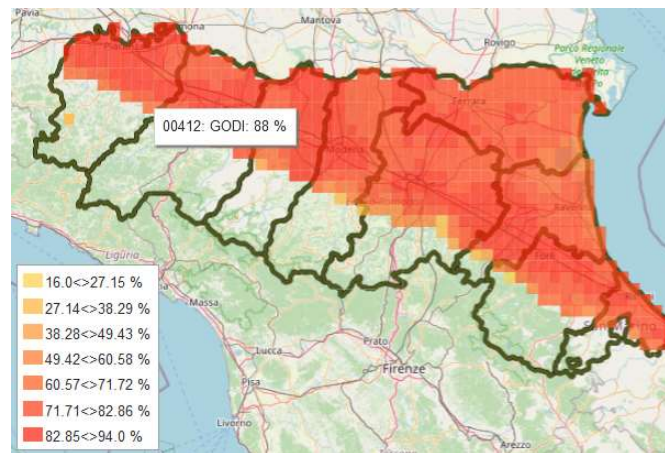 Pavia
Mantova
Rovigo
Parco Regionale
Veneto
Ferrara
00412: GODI: 88 %
Liguria
Massa
Lucca
Prato
Pisa
Firenze
Livorno
Arezzo
16.0<>27.15 %
27.14<>38.29 %
38.28<>49.43 %
49.42<>60.58 %
60.57<>71.72 %
71.71<>82.86 %
82.85<>94.0 %